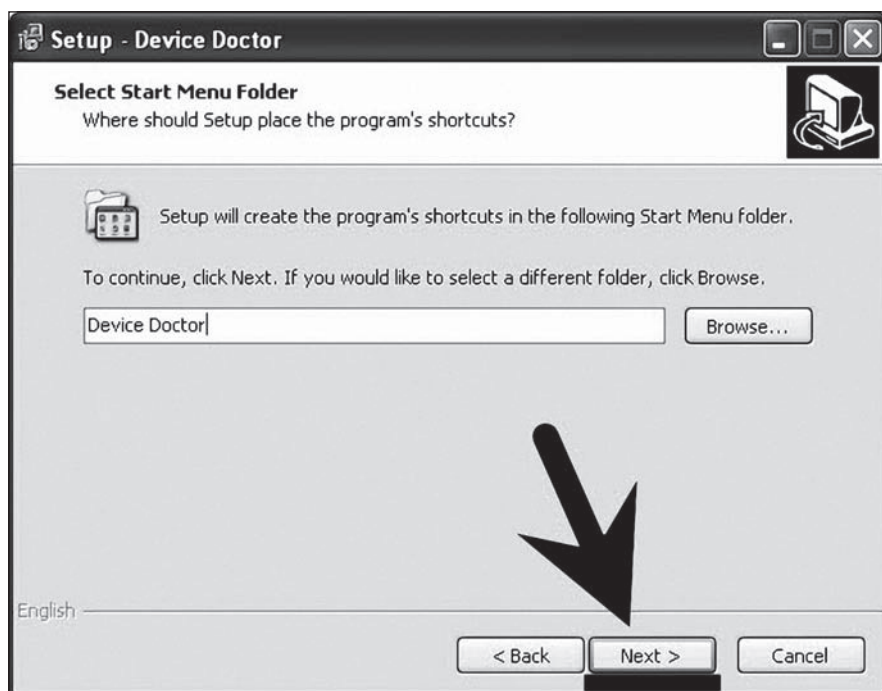 Setup - Device Doctor
Select Start Menu Folder
Where should Setup place the program's shortcuts?
Setup will create the program's shortcuts in the following Start Menu folder.
To continue, click Next. If you would like to select a different folder, click Browse.
Device Doctor
Browse...
English
< Back
Next >
Cancel